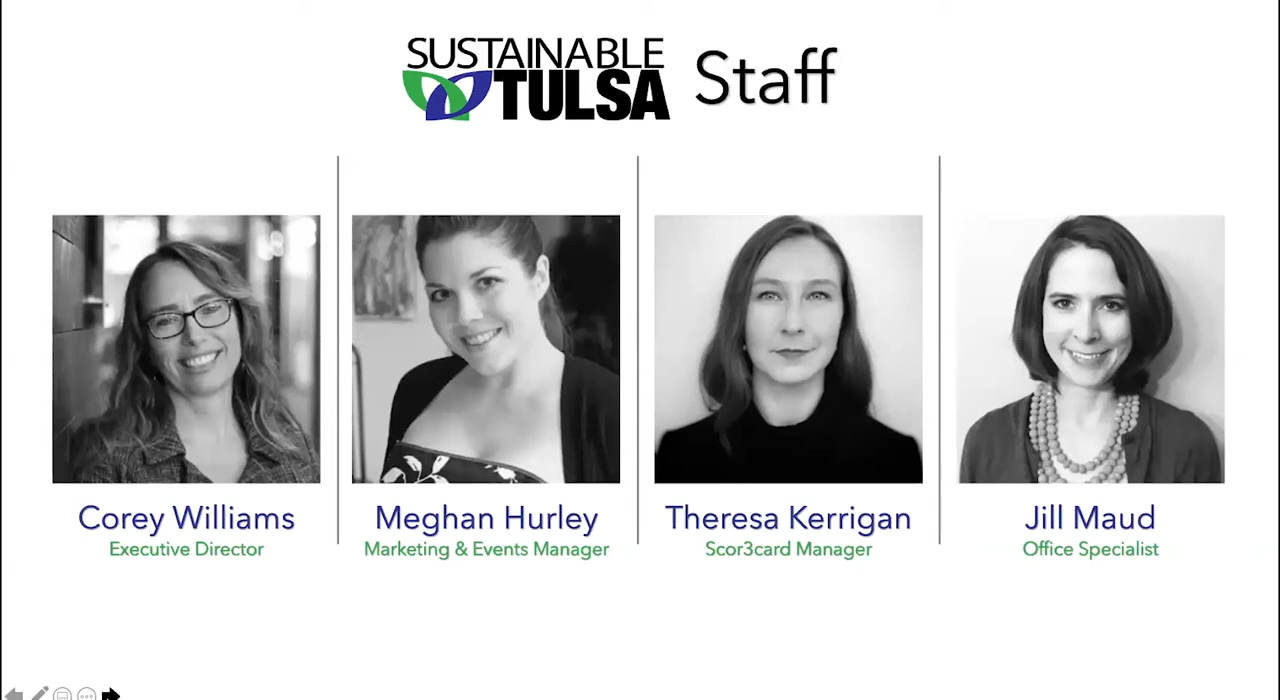 SUSTAINABLE
TULSA Staff
Corey Williams
Executive Director
Meghan Hurley
Marketing & Events Manager
Theresa Kerrigan
Scor3card Manager
Jill Maud
Office Specialist